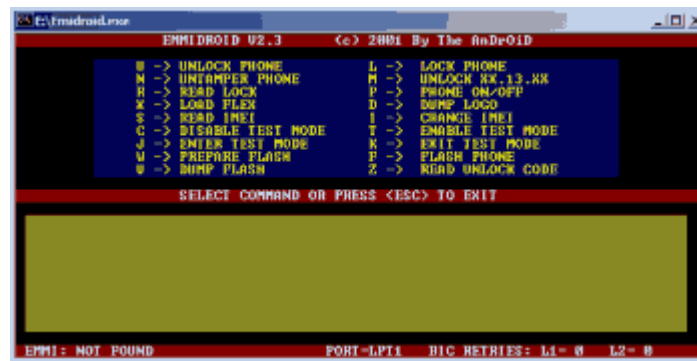 E:\Emidroid.exe
EMMIDROID V2.3 (c) 2001 By The AnDrOiD
U -> UNLOCK PHONE L -> LOCK PHONE
N -> UNTAMPER PHONE M -> UNLOCK XX.13.XX
R -> READ LOCK P -> PHONE ON/OFF
X -> LOAD FLEX D -> DUMP LOGO
S -> READ IMEI I -> CHANGE IMEI
C -> DISABLE TEST MODE T -> ENABLE TEST MODE
J -> ENTER TEST MODE K -> EXIT TEST MODE
W -> PREPARE FLASH F -> FLASH PHONE
-> DUMP FLASH Z -> READ UNLOCK CODE
SELECT COMMAND OR PRESS <ESC> TO EXIT
EMMI: NOT FOUND PORT=LPT1 BIC RETRIES: L1= 0 L2= 0